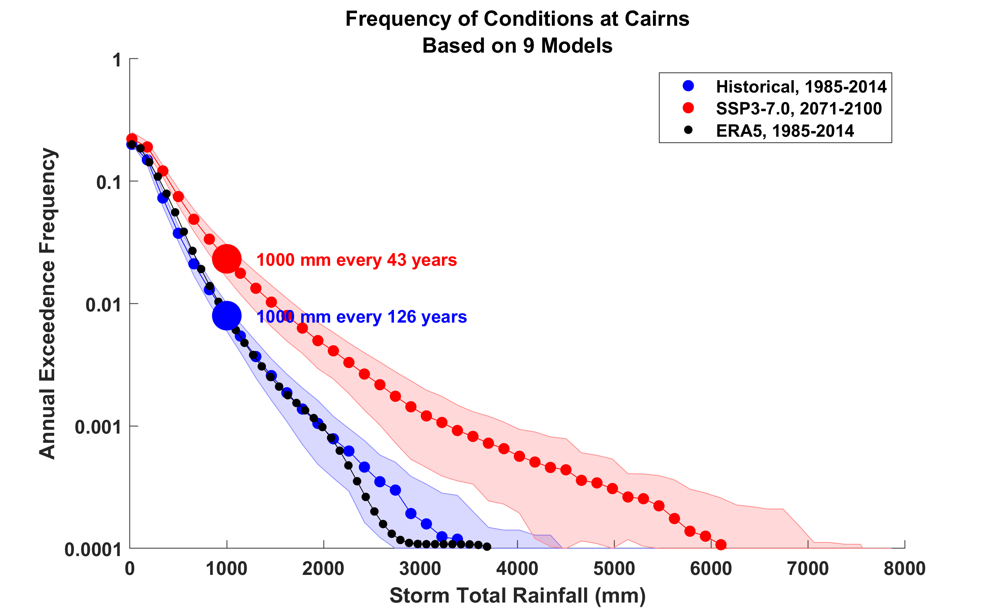 Frequency of Conditions at Cairns
Based on 9 Models
1
0.1
0.01
0.001
0.0001
Annual Exceedence Frequency
Historical, 1985-2014
SSP3-7.0, 2071-2100
ERA5, 1985-2014
1000 mm every 43 years
1000 mm every 126 years
0 1000 2000 3000 4000 5000 6000 7000 8000
Storm Total Rainfall (mm)